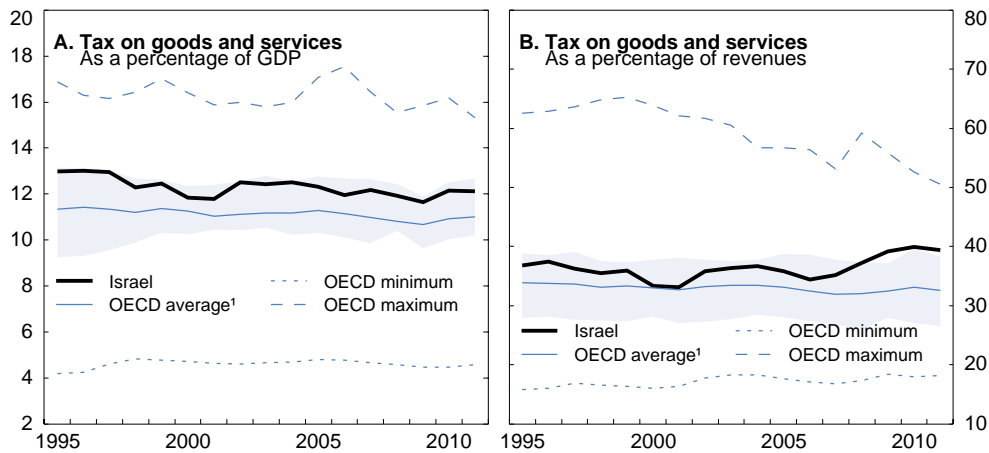 A. Tax on goods and services
As a percentage of GDP
20
18
16
14
12
10
8
6
4
2
Israel
OECD average¹
OECD minimum
OECD maximum
1995
2000
2005
2010
B. Tax on goods and services
As a percentage of revenues
80
70
60
50
40
30
20
10
Israel
OECD average¹
OECD minimum
OECD maximum
1995
2000
2005
2010